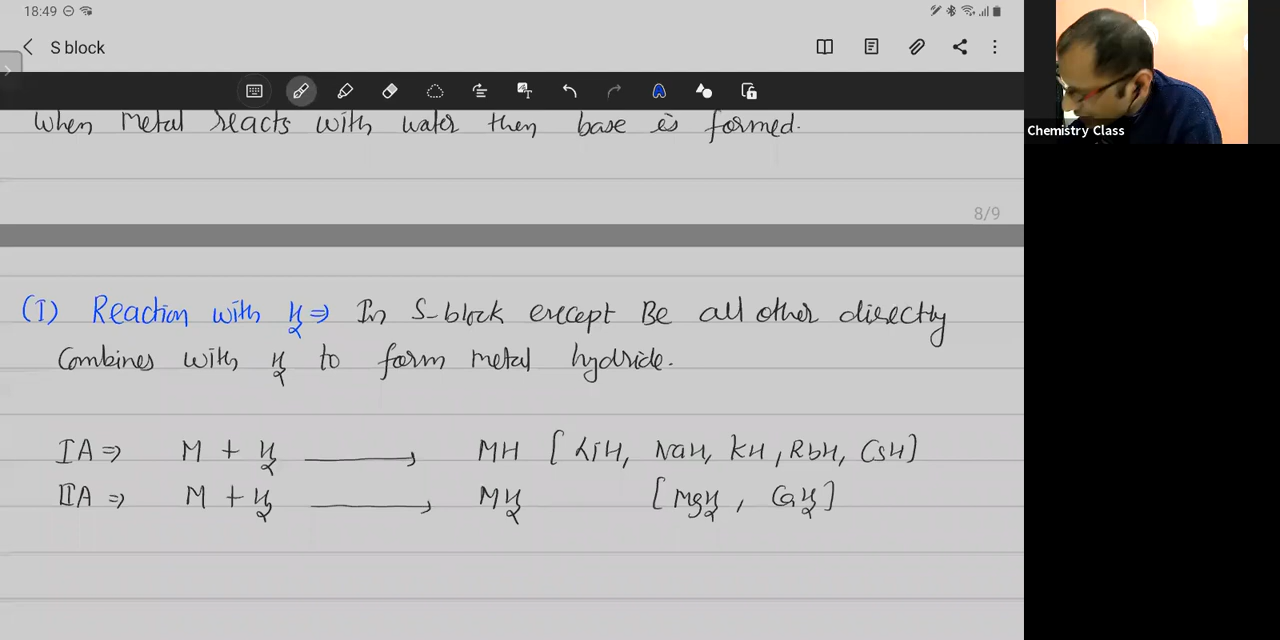 18:49
S block
Chemistry Class
When Metal reacts with water then base is formed.
8/9
(I) Reaction with H₂ ⇒ In S-block except Be all other directly
Combines with H₂ to form metal hydride.
IA ⇒ M + H₂ ⟶ MH [LiH, NaH, KH, RbH, CsH]
IIA ⇒ M + H₂ ⟶ MH₂ [MgH₂, CaH₂]